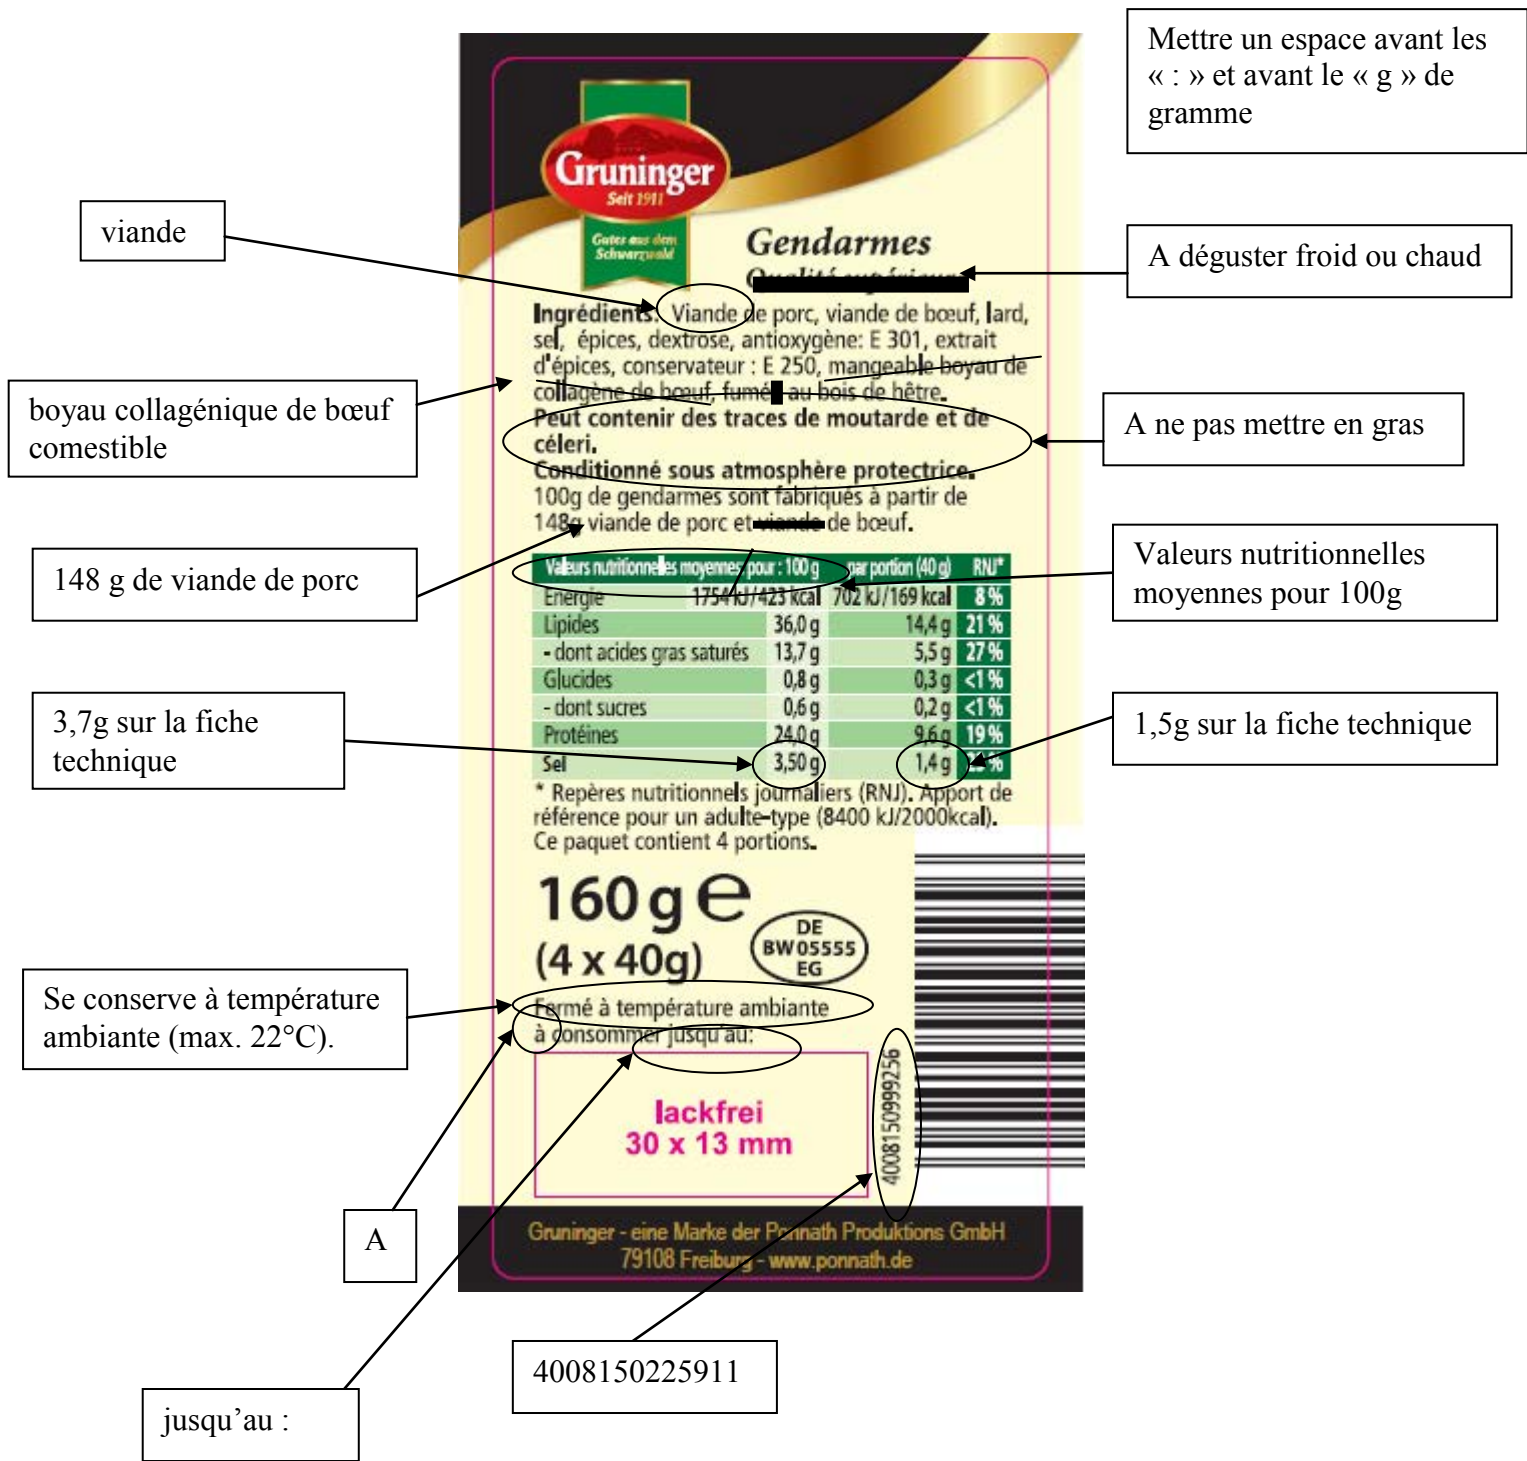 Mettre un espace avant les
« : » et avant le « g » de
gramme
Gruninger
Seit 1911
Gutes aus dem
Schwarzwald
viande
Gendarmes
A déguster froid ou chaud
Qualité supérieure
Ingrédients: Viande de porc, viande de bœuf, lard,
sel, épices, dextrose, antioxygène: E 301, extrait
d'épices, conservateur : E 250, mangeable boyau de
collagène de bœuf, fumé au bois de hêtre.
boyau collagénique de bœuf
comestible
Peut contenir des traces de moutarde et de
céleri.
Conditionné sous atmosphère protectrice.
A ne pas mettre en gras
100g de gendarmes sont fabriqués à partir de
148g viande de porc et viande de bœuf.
148 g de viande de porc
Valeurs nutritionnelles
moyennes pour 100g
Valeurs nutritionnelles moyennes pour : 100 g par portion (40 g) RNJ*
Energie 1754 kJ/423 kcal 702 kJ/169 kcal 8 %
Lipides 36,0 g 14,4 g 21 %
- dont acides gras saturés 13,7 g 5,5 g 27 %
Glucides 0,8 g 0,3 g <1 %
- dont sucres 0,6 g 0,2 g <1 %
Protéines 24,0 g 9,6 g 19 %
Sel 3,50 g 1,4 g %
3,7g sur la fiche
technique
1,5g sur la fiche technique
* Repères nutritionnels journaliers (RNJ). Apport de
référence pour un adulte-type (8400 kJ/2000kcal).
Ce paquet contient 4 portions.
160 g e
(4 x 40g)
DE
BW 05555
EG
Se conserve à température
ambiante (max. 22°C).
Fermé à température ambiante
à consommer jusqu'au:
lackfrei
30 x 13 mm
4008150999256
A
Gruninger - eine Marke der Ponnath Produktions GmbH
79108 Freiburg - www.ponnath.de
4008150225911
jusqu’au :